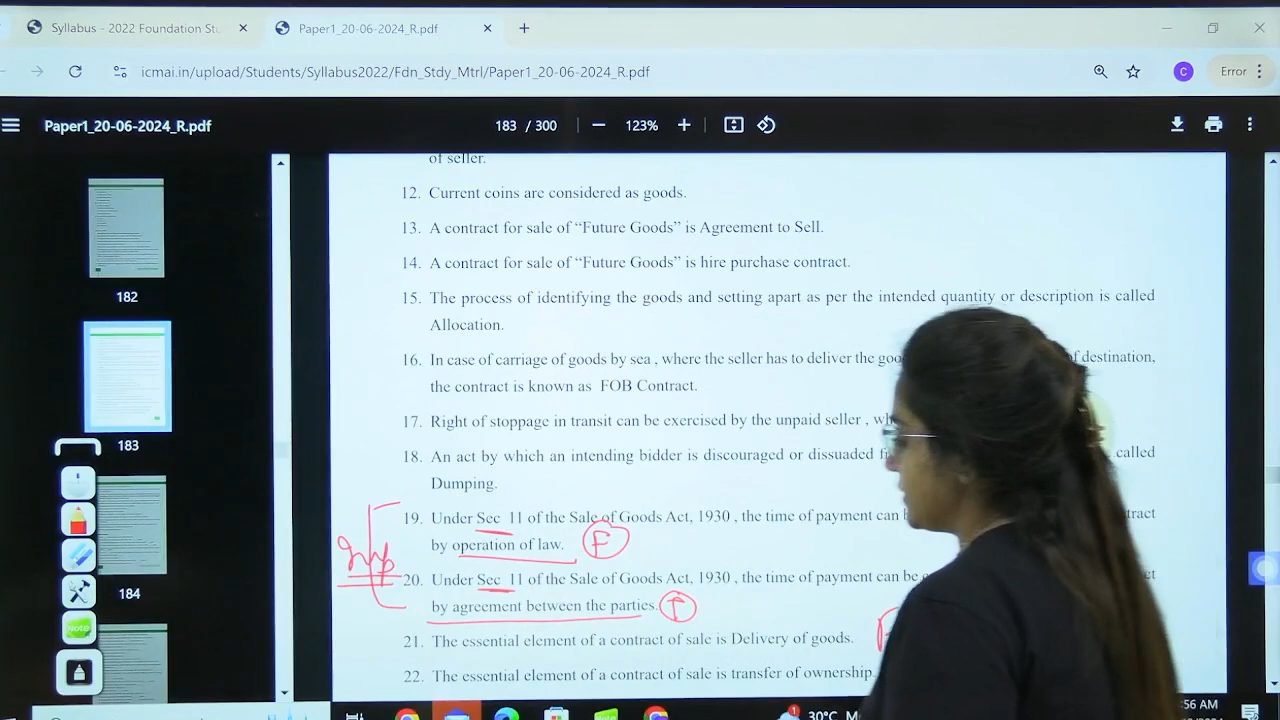 Syllabus - 2022 Foundation Stu
Paper1_20-06-2024_R.pdf
icmai.in/upload/Students/Syllabus2022/Fdn_Stdy_Mtrl/Paper1_20-06-2024_R.pdf
C
Error
Paper1_20-06-2024_R.pdf
183 / 300
123%
182
183
184
note
of seller.
12. Current coins are considered as goods.
13. A contract for sale of “Future Goods” is Agreement to Sell.
14. A contract for sale of “Future Goods” is hire purchase contract.
15. The process of identifying the goods and setting apart as per the intended quantity or description is called
Allocation.
16. In case of carriage of goods by sea , where the seller has to deliver the goo of destination,
the contract is known as FOB Contract.
17. Right of stoppage in transit can be exercised by the unpaid seller , wh
18. An act by which an intending bidder is discouraged or dissuaded f called
Dumping.
19. Under Sec 11 of the Sale of Goods Act, 1930 , the time of payment can b tract
by operation of law. F
Imp
20. Under Sec 11 of the Sale of Goods Act, 1930 , the time of payment can be act
by agreement between the parties. T
21. The essential element of a contract of sale is Delivery of goods.
22. The essential element of a contract of sale is transfer of ownership.
30°C
:56 AM